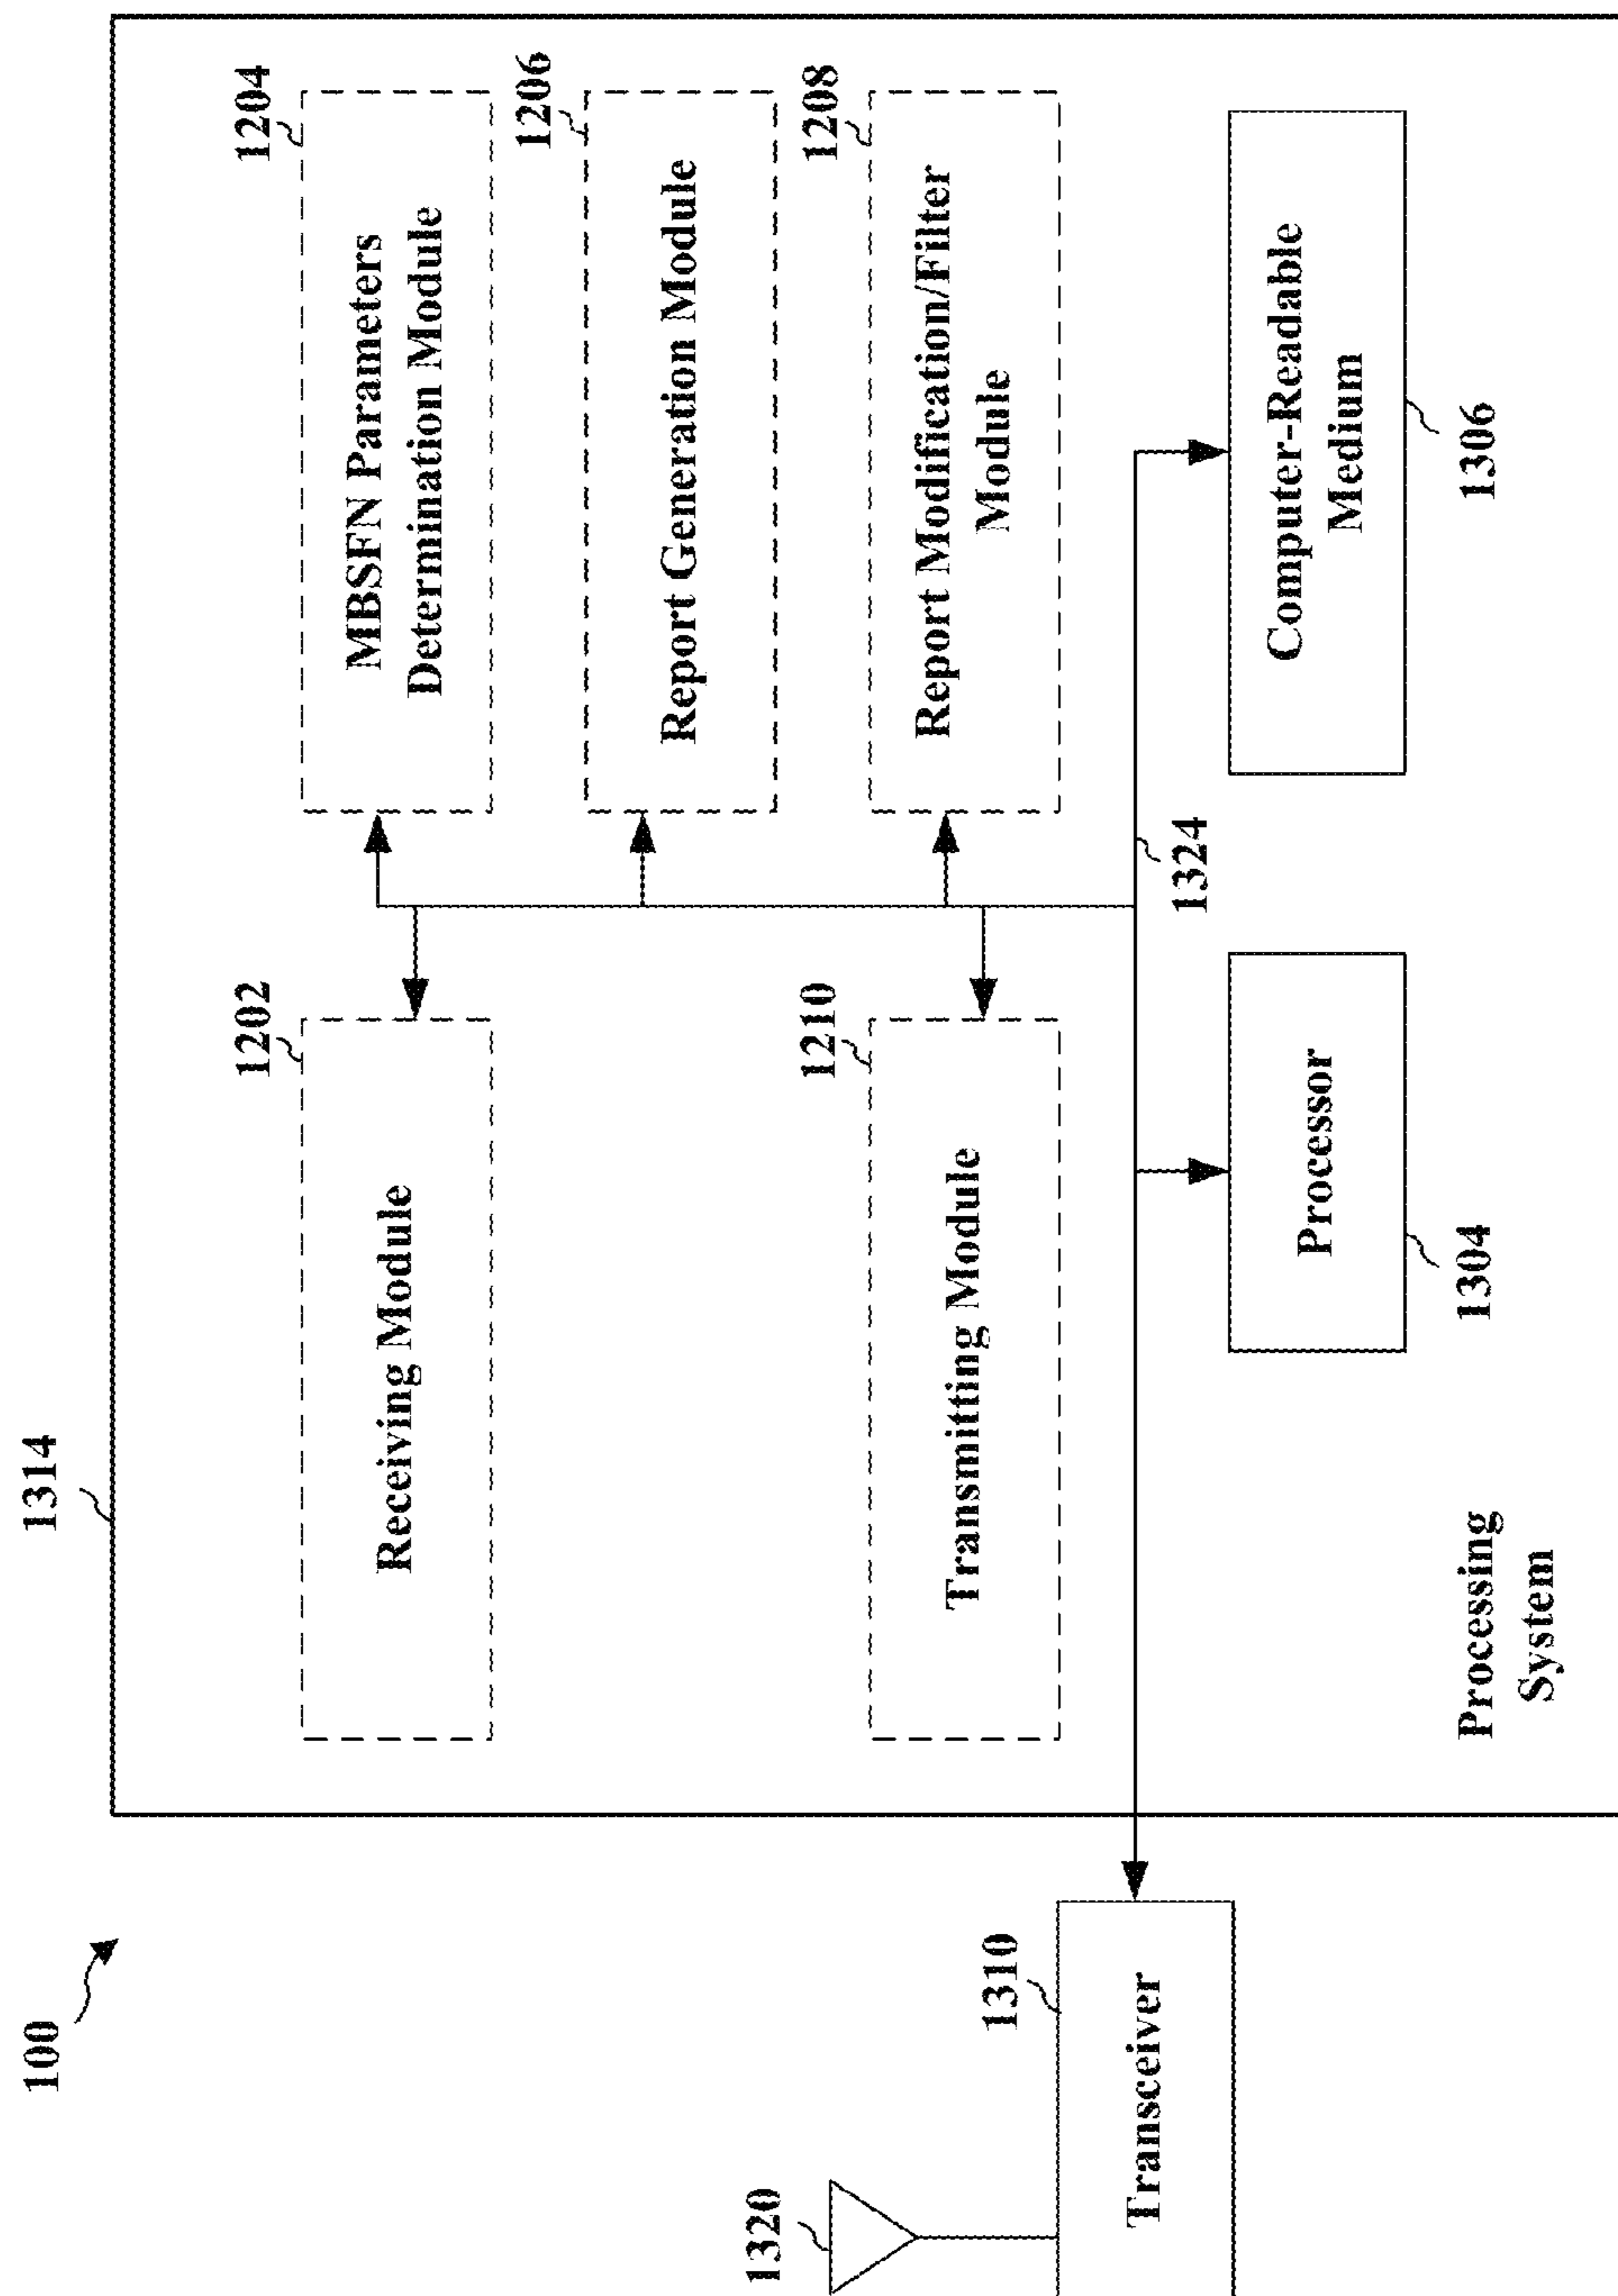 100
1314
1202
Receiving Module
1204
MBSFN Parameters
Determination Module
1206
Report Generation Module
1210
Transmitting Module
1208
Report Modification/Filter
Module
1320
1310
Transceiver
1324
Processor
1304
Computer-Readable
Medium
1306
Processing
System